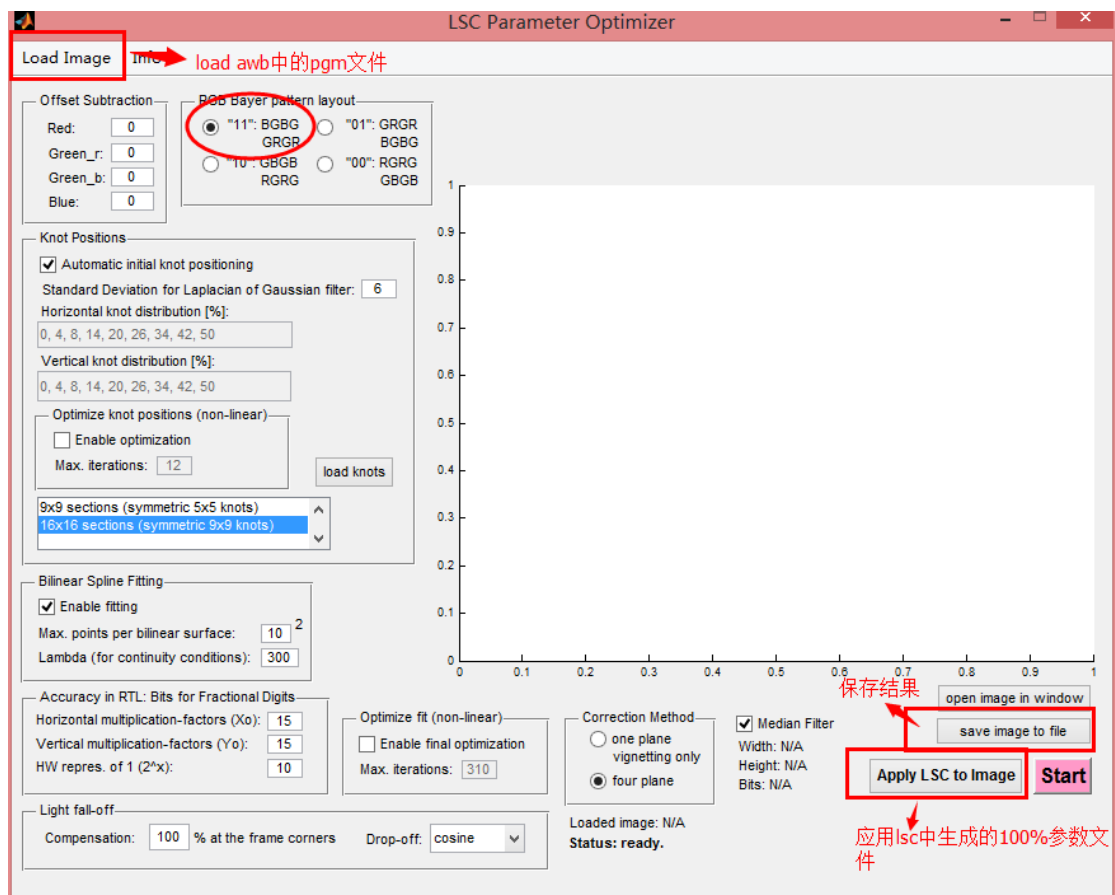 LSC Parameter Optimizer
Load Image Info
load awb中的pgm文件
Offset Subtraction
Red: 0
Green_r: 0
Green_b: 0
Blue: 0
RGB Bayer pattern layout
"11": BGBG
GRGR
"01": GRGR
BGBG
"10": GBGB
RGRG
"00": RGRG
GBGB
Knot Positions
Automatic initial knot positioning
Standard Deviation for Laplacian of Gaussian filter: 6
Horizontal knot distribution [%]:
0, 4, 8, 14, 20, 26, 34, 42, 50
Vertical knot distribution [%]:
0, 4, 8, 14, 20, 26, 34, 42, 50
Optimize knot positions (non-linear)
Enable optimization
Max. iterations: 12
load knots
9x9 sections (symmetric 5x5 knots)
16x16 sections (symmetric 9x9 knots)
Bilinear Spline Fitting
Enable fitting
Max. points per bilinear surface: 10 2
Lambda (for continuity conditions): 300
1
0.9
0.8
0.7
0.6
0.5
0.4
0.3
0.2
0.1
0
0 0.1 0.2 0.3 0.4 0.5 0.6 0.7 0.8 0.9 1
Accuracy in RTL: Bits for Fractional Digits
Horizontal multiplication-factors (Xo): 15
Vertical multiplication-factors (Yo): 15
HW repres. of 1 (2^x): 10
Optimize fit (non-linear)
Enable final optimization
Max. iterations: 310
Correction Method
one plane
vignetting only
four plane
Median Filter
Width: N/A
Height: N/A
Bits: N/A
保存结果
open image in window
save image to file
Apply LSC to Image
Start
Light fall-off
Compensation: 100 % at the frame corners
Drop-off: cosine
Loaded image: N/A
Status: ready.
应用lsc中生成的100%参数文
件